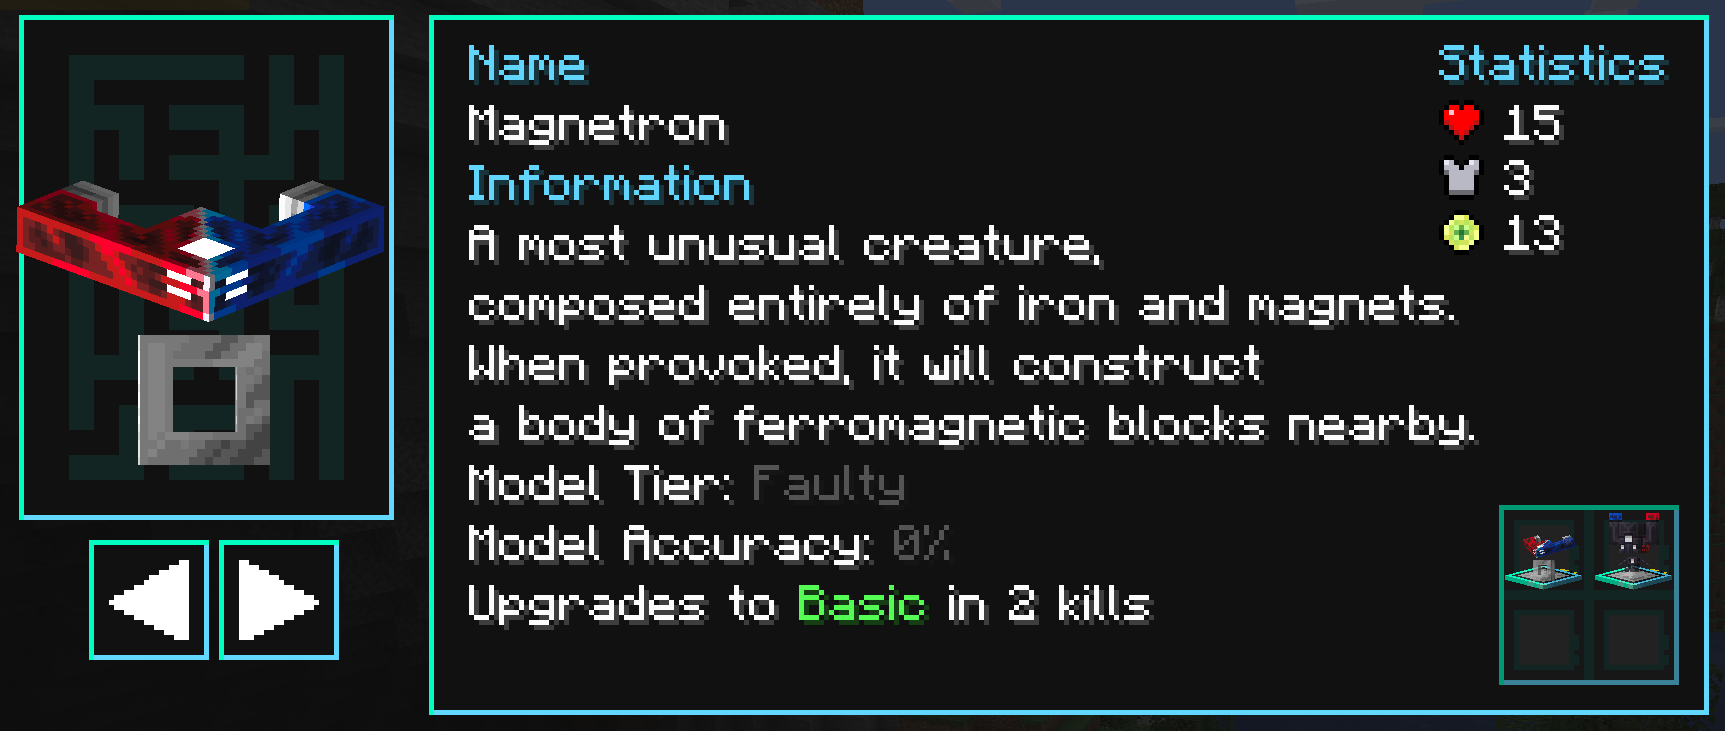 Name
Magnetron
Information
A most unusual creature,
composed entirely of iron and magnets.
When provoked, it will construct
a body of ferromagnetic blocks nearby.
Model Tier: Faulty
Model Accuracy: 0%
Upgrades to Basic in 2 kills
Statistics
15
3
13